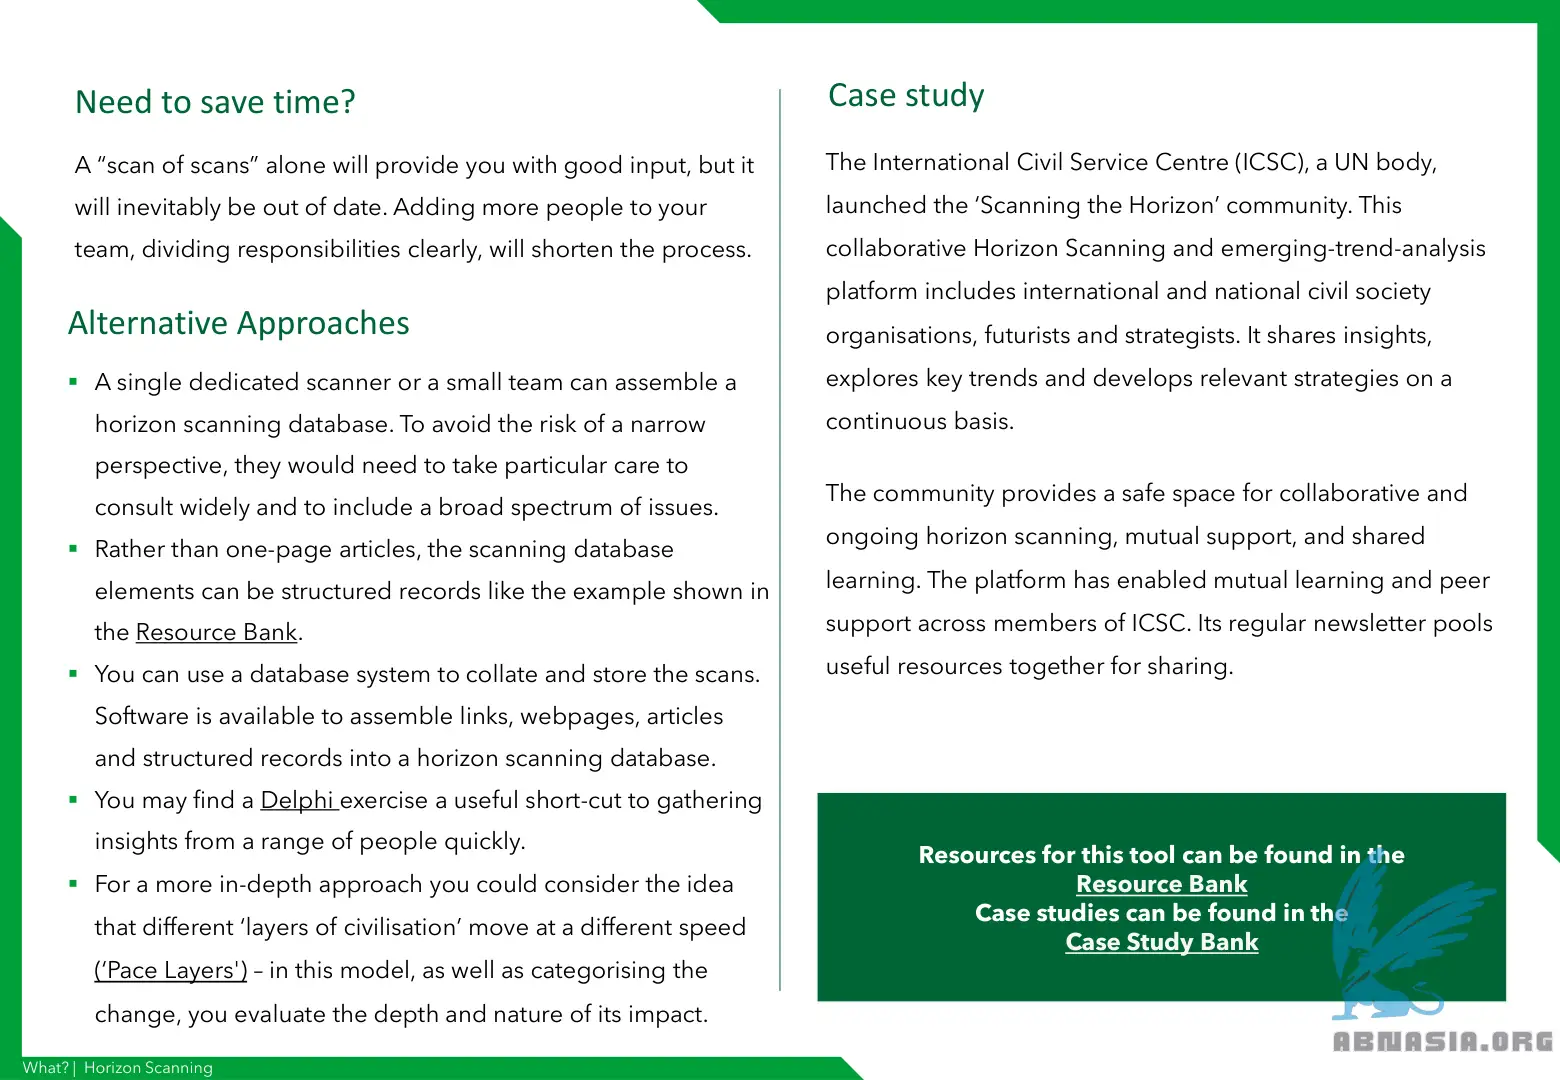 Need to save time?
A “scan of scans” alone will provide you with good input, but it
will inevitably be out of date. Adding more people to your
team, dividing responsibilities clearly, will shorten the process.
Alternative Approaches
▪ A single dedicated scanner or a small team can assemble a
horizon scanning database. To avoid the risk of a narrow
perspective, they would need to take particular care to
consult widely and to include a broad spectrum of issues.
▪ Rather than one-page articles, the scanning database
elements can be structured records like the example shown in
the Resource Bank.
▪ You can use a database system to collate and store the scans.
Software is available to assemble links, webpages, articles
and structured records into a horizon scanning database.
▪ You may find a Delphi exercise a useful short-cut to gathering
insights from a range of people quickly.
▪ For a more in-depth approach you could consider the idea
that different ‘layers of civilisation’ move at a different speed
(‘Pace Layers') – in this model, as well as categorising the
change, you evaluate the depth and nature of its impact.
Case study
The International Civil Service Centre (ICSC), a UN body,
launched the ‘Scanning the Horizon’ community. This
collaborative Horizon Scanning and emerging-trend-analysis
platform includes international and national civil society
organisations, futurists and strategists. It shares insights,
explores key trends and develops relevant strategies on a
continuous basis.
The community provides a safe space for collaborative and
ongoing horizon scanning, mutual support, and shared
learning. The platform has enabled mutual learning and peer
support across members of ICSC. Its regular newsletter pools
useful resources together for sharing.
Resources for this tool can be found in the
Resource Bank
Case studies can be found in the
Case Study Bank
ABNASIA.ORG
What? | Horizon Scanning